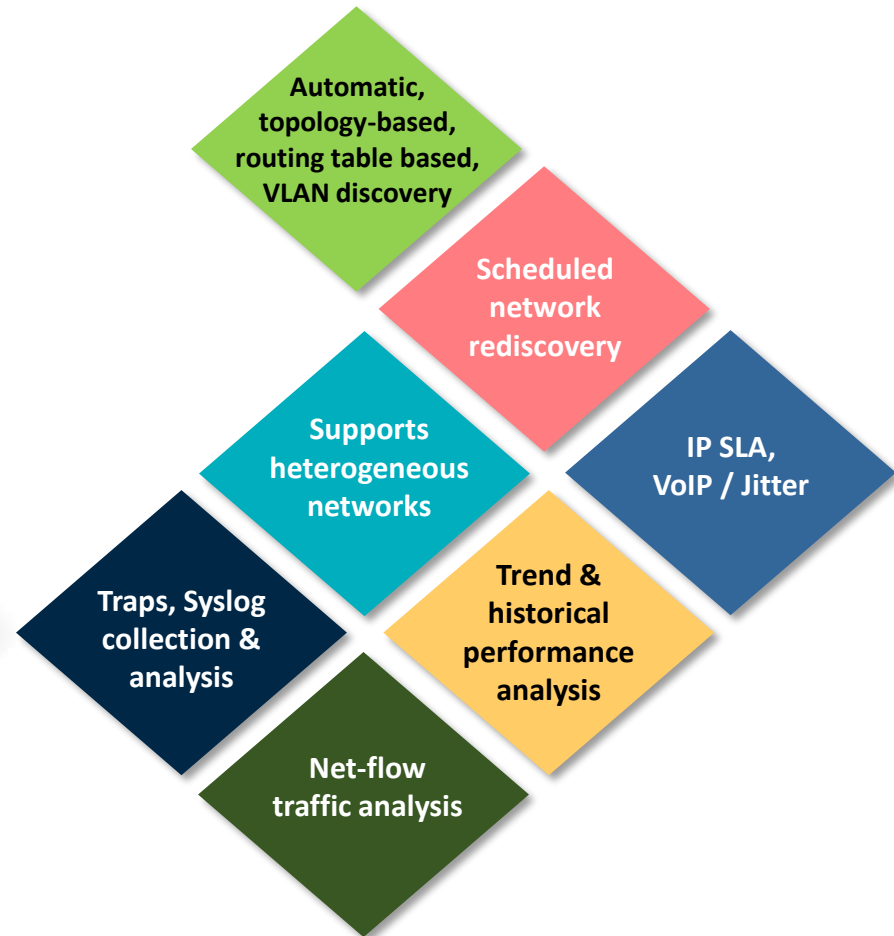 Automatic,
topology-based,
routing table based,
VLAN discovery
Scheduled
network
rediscovery
Supports
heterogeneous
networks
IP SLA,
VoIP / Jitter
Traps, Syslog
collection &
analysis
Trend &
historical
performance
analysis
Net-flow
traffic analysis